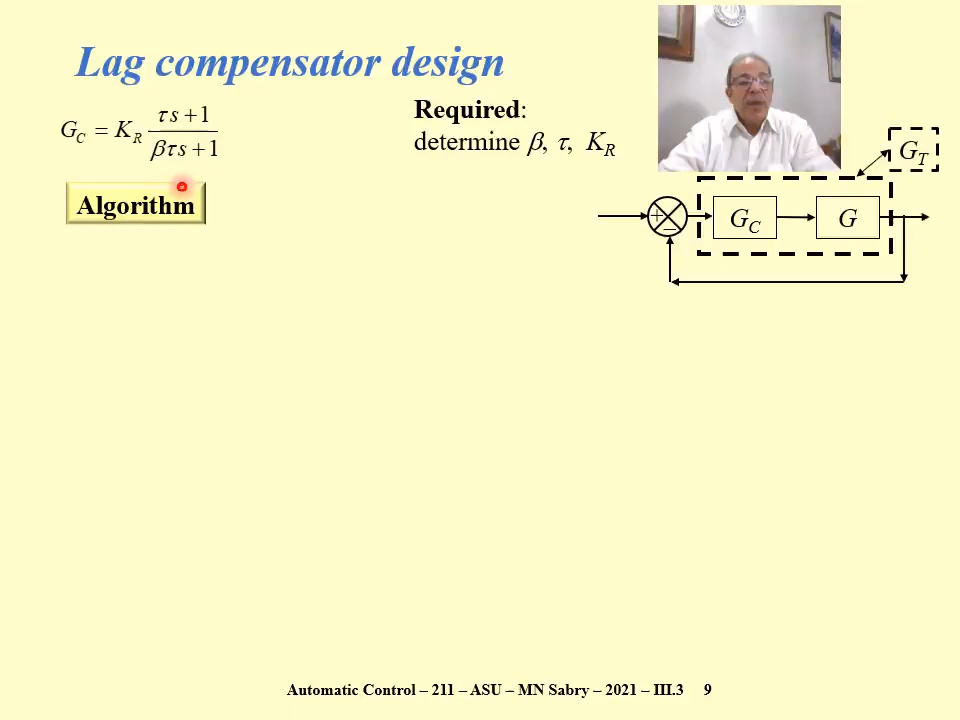 Lag compensator design
G_C = K_R (τs+1)/(βτs+1)
Required:
determine β, τ, K_R
Algorithm
G_T
+
−
G_C
G
Automatic Control – 211 – ASU – MN Sabry – 2021 – III.3 9